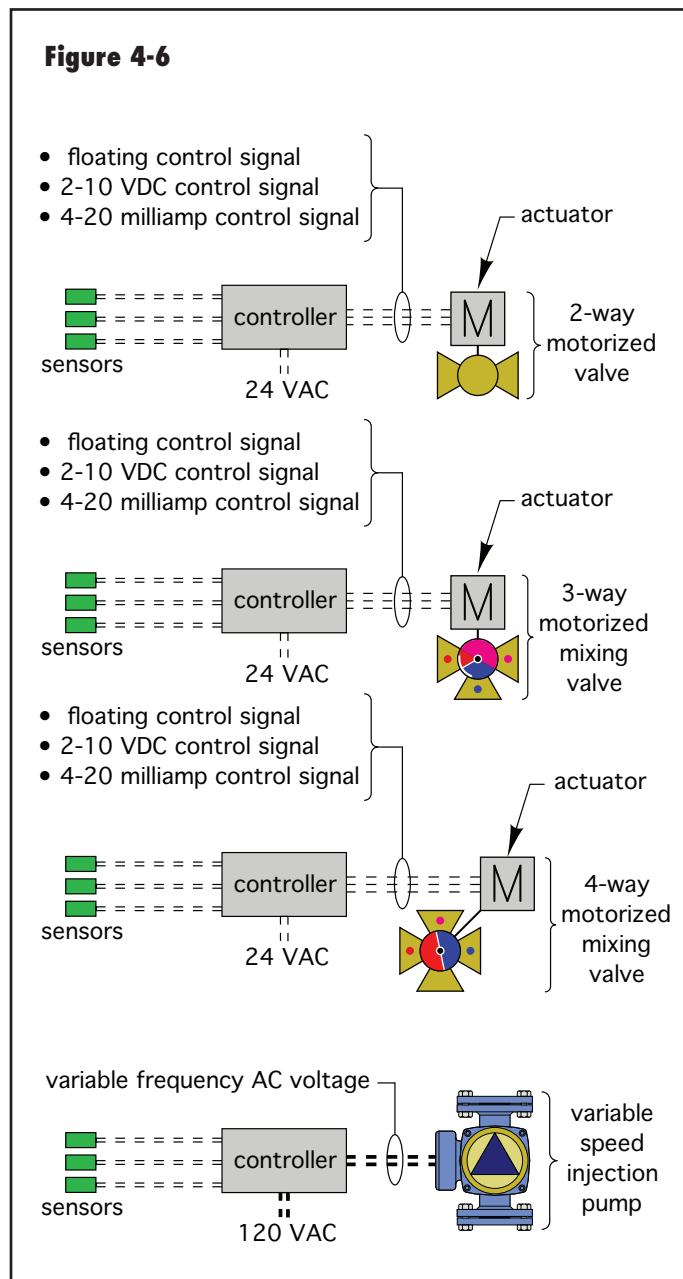 Figure 4-6
• floating control signal
• 2-10 VDC control signal
• 4-20 milliamp control signal
actuator
controller
M
2-way
motorized
valve
sensors
24 VAC
• floating control signal
• 2-10 VDC control signal
• 4-20 milliamp control signal
actuator
controller
M
3-way
motorized
mixing
valve
sensors
24 VAC
• floating control signal
• 2-10 VDC control signal
• 4-20 milliamp control signal
actuator
controller
M
4-way
motorized
mixing
valve
sensors
24 VAC
variable frequency AC voltage
controller
variable
speed
injection
pump
sensors
120 VAC